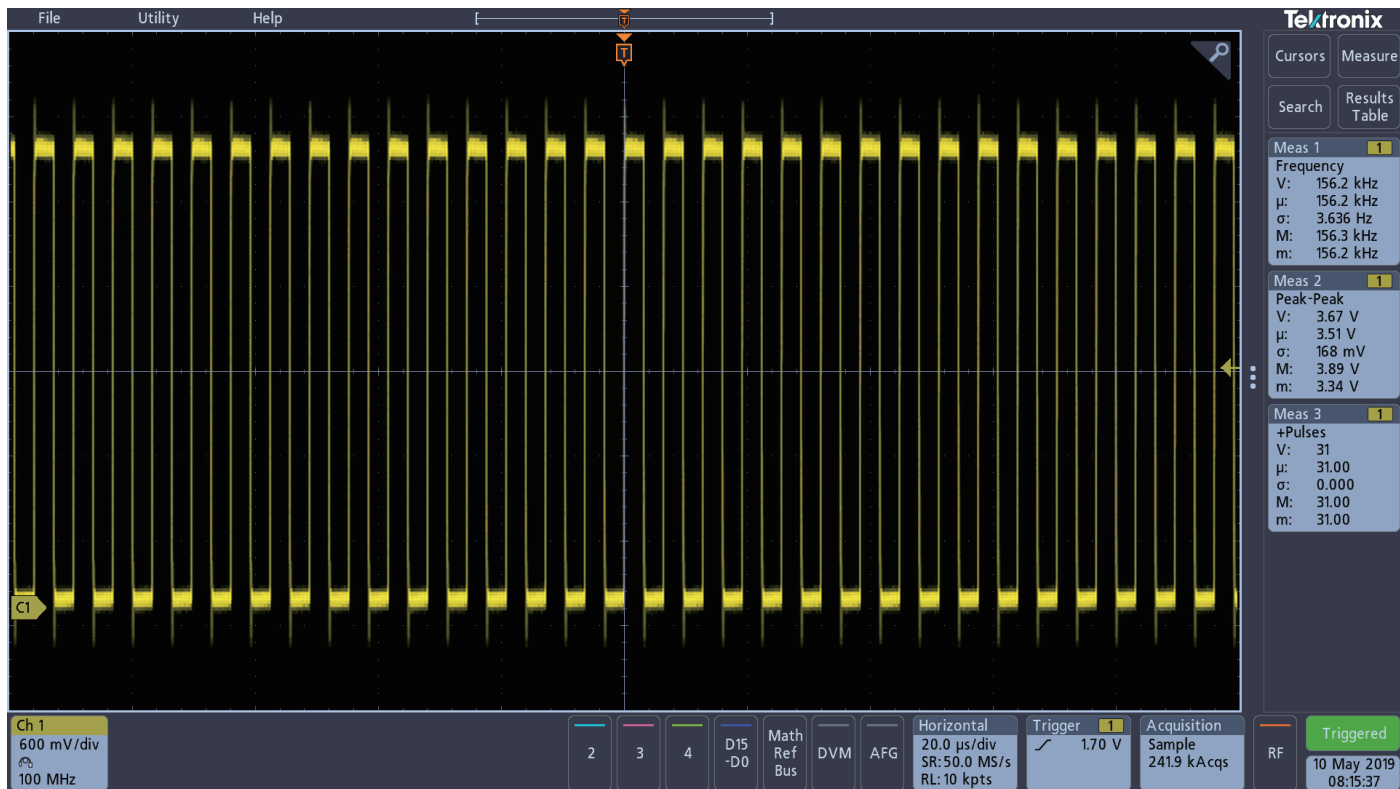 File Utility Help
T
Tektronix
T
Cursors Measure
Search Results
Table
Meas 1 1
Frequency
V: 156.2 kHz
µ: 156.2 kHz
σ: 3.636 Hz
M: 156.3 kHz
m: 156.2 kHz
Meas 2 1
Peak-Peak
V: 3.67 V
µ: 3.51 V
σ: 168 mV
M: 3.89 V
m: 3.34 V
Meas 3 1
+Pulses
V: 31
µ: 31.00
σ: 0.000
M: 31.00
m: 31.00
C1
Ch 1
600 mV/div
100 MHz
2
3
4
D15
-D0
Math
Ref
Bus
DVM
AFG
Horizontal
20.0 µs/div
SR: 50.0 MS/s
RL: 10 kpts
Trigger 1
1.70 V
Acquisition
Sample
241.9 kAcqs
RF
Triggered
10 May 2019
08:15:37